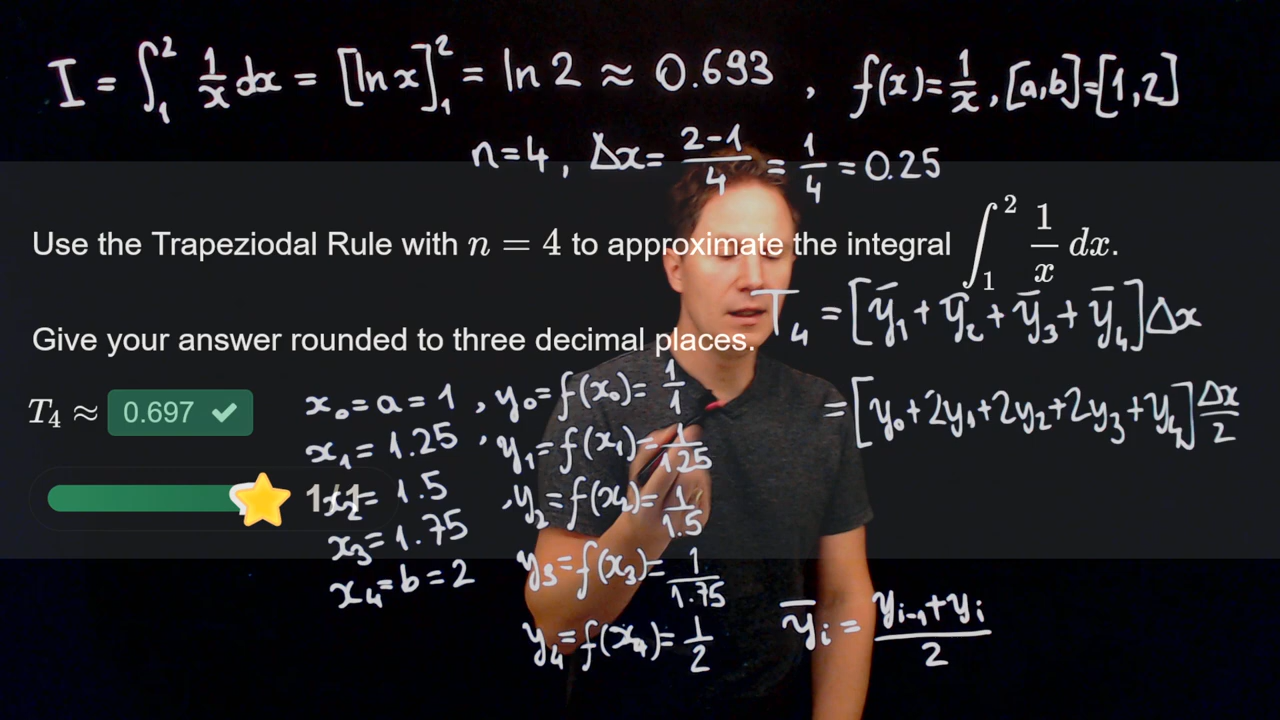 I = ∫₁² 1/x dx = [ln x]₁² = ln 2 ≈ 0.693 , f(x)=1/x, [a,b]=[1,2]
n=4, Δx= (2-1)/4 = 1/4 = 0.25
Use the Trapeziodal Rule with n = 4 to approximate the integral ∫₁² 1/x dx.
T₄ = [ȳ₁+ȳ₂+ȳ₃+ȳ₄]Δx
Give your answer rounded to three decimal places.
=[y₀+2y₁+2y₂+2y₃+y₄] Δx/2
T₄ ≈ 0.697
x₀=a=1 , y₀=f(x₀)= 1/1
x₁=1.25 , y₁=f(x₁)= 1/1.25
1/1
x₂=1.5 , y₂=f(x₂)= 1/1.5
x₃=1.75 y₃=f(x₃)= 1/1.75
x₄=b=2 y₄=f(x₄)= 1/2
ȳᵢ = (yᵢ₋₁+yᵢ)/2